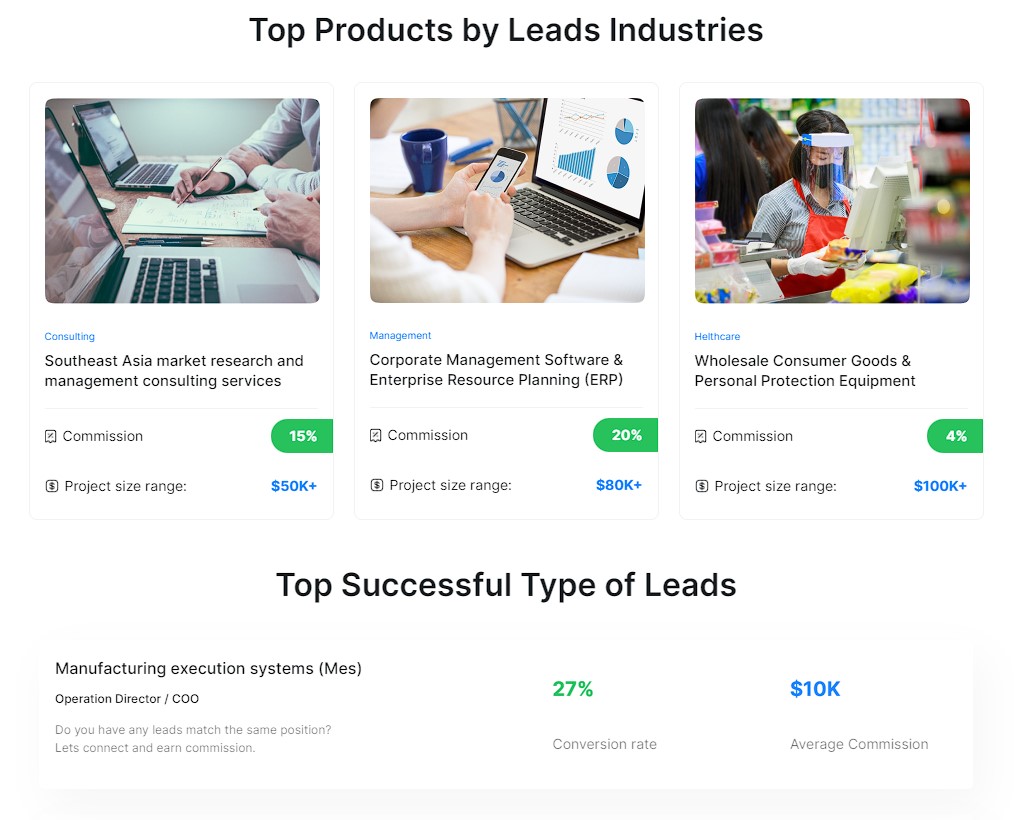 Top Products by Leads Industries
Consulting
Southeast Asia market research and
management consulting services
Commission
15%
Project size range:
$50K+
Management
Corporate Management Software &
Enterprise Resource Planning (ERP)
Commission
20%
Project size range:
$80K+
Helthcare
Wholesale Consumer Goods &
Personal Protection Equipment
Commission
4%
Project size range:
$100K+
Top Successful Type of Leads
Manufacturing execution systems (Mes)
Operation Director / COO
Do you have any leads match the same position?
Lets connect and earn commission.
27%
Conversion rate
$10K
Average Commission